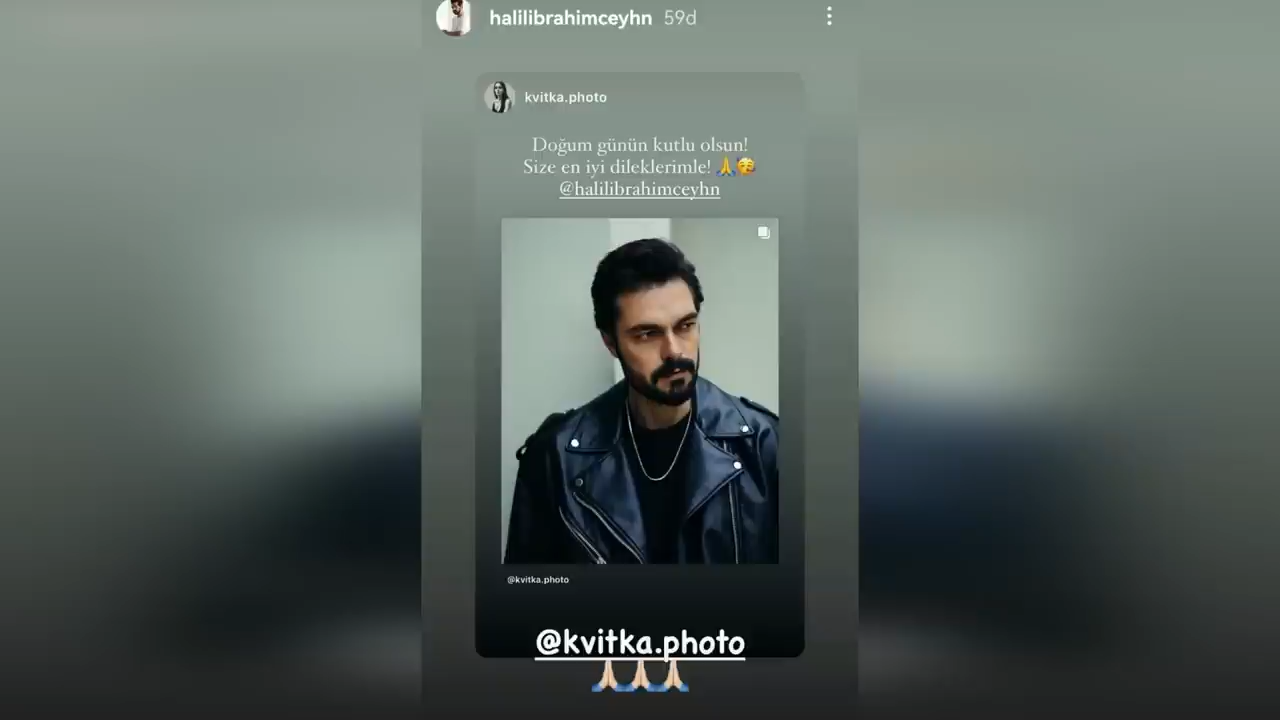 halilibrahimceyhn 59d
kvitka.photo
Doğum günün kutlu olsun!
Size en iyi dileklerimle! 🙏🥳
@halilibrahimceyhn
@kvitka.photo
@kvitka.photo
🙏🏻🙏🏻🙏🏻